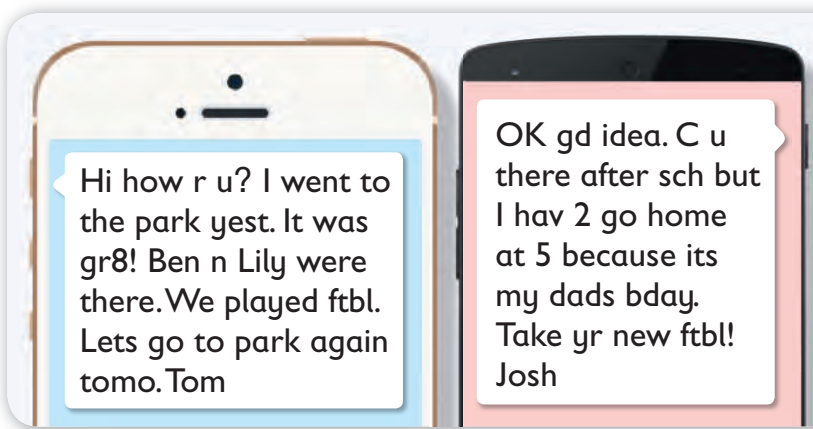 Hi how r u? I went to
the park yest. It was
gr8! Ben n Lily were
there. We played ftbl.
Lets go to park again
tomo. Tom
OK gd idea. C u
there after sch but
I hav 2 go home
at 5 because its
my dads bday.
Take yr new ftbl!
Josh